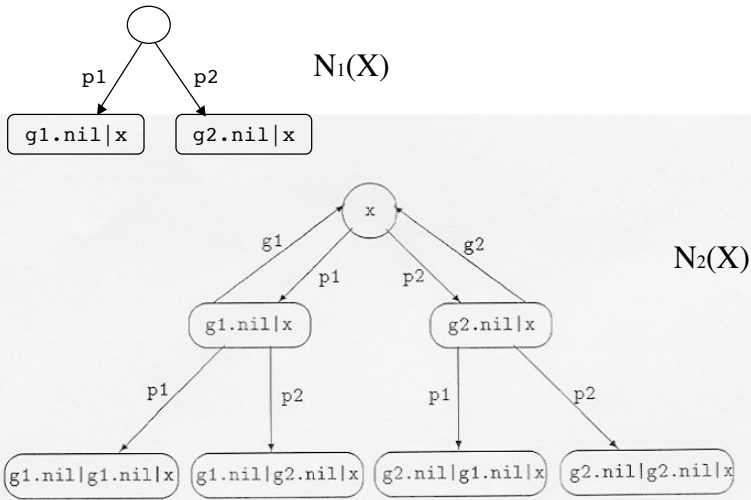 p1 p2 N1(X)
g1.nil|x g2.nil|x
x
g1 g2
N2(X)
p1 p2
g1.nil|x g2.nil|x
p1 p2 p1 p2
g1.nil|g1.nil|x g1.nil|g2.nil|x g2.nil|g1.nil|x g2.nil|g2.nil|x